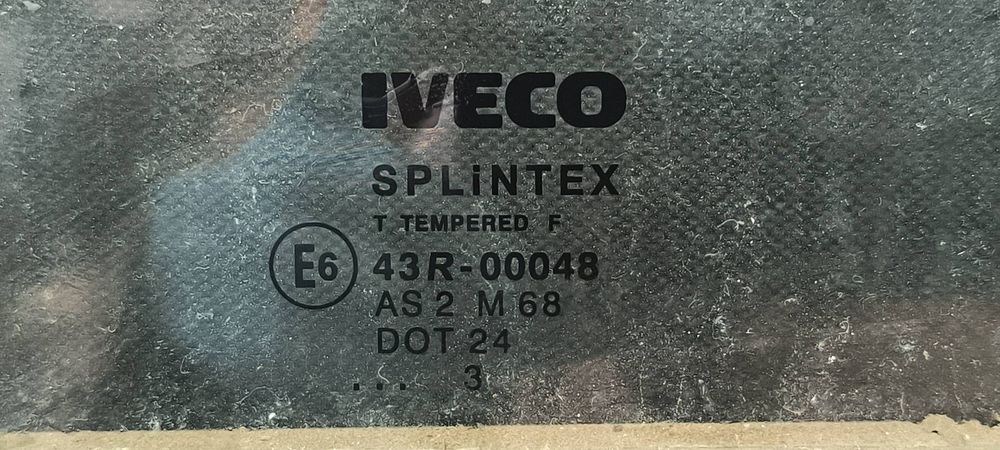 IVECO
SPLiNTEX
T TEMPERED F
E6 43R-00048
AS 2 M 68
DOT 24
... 3